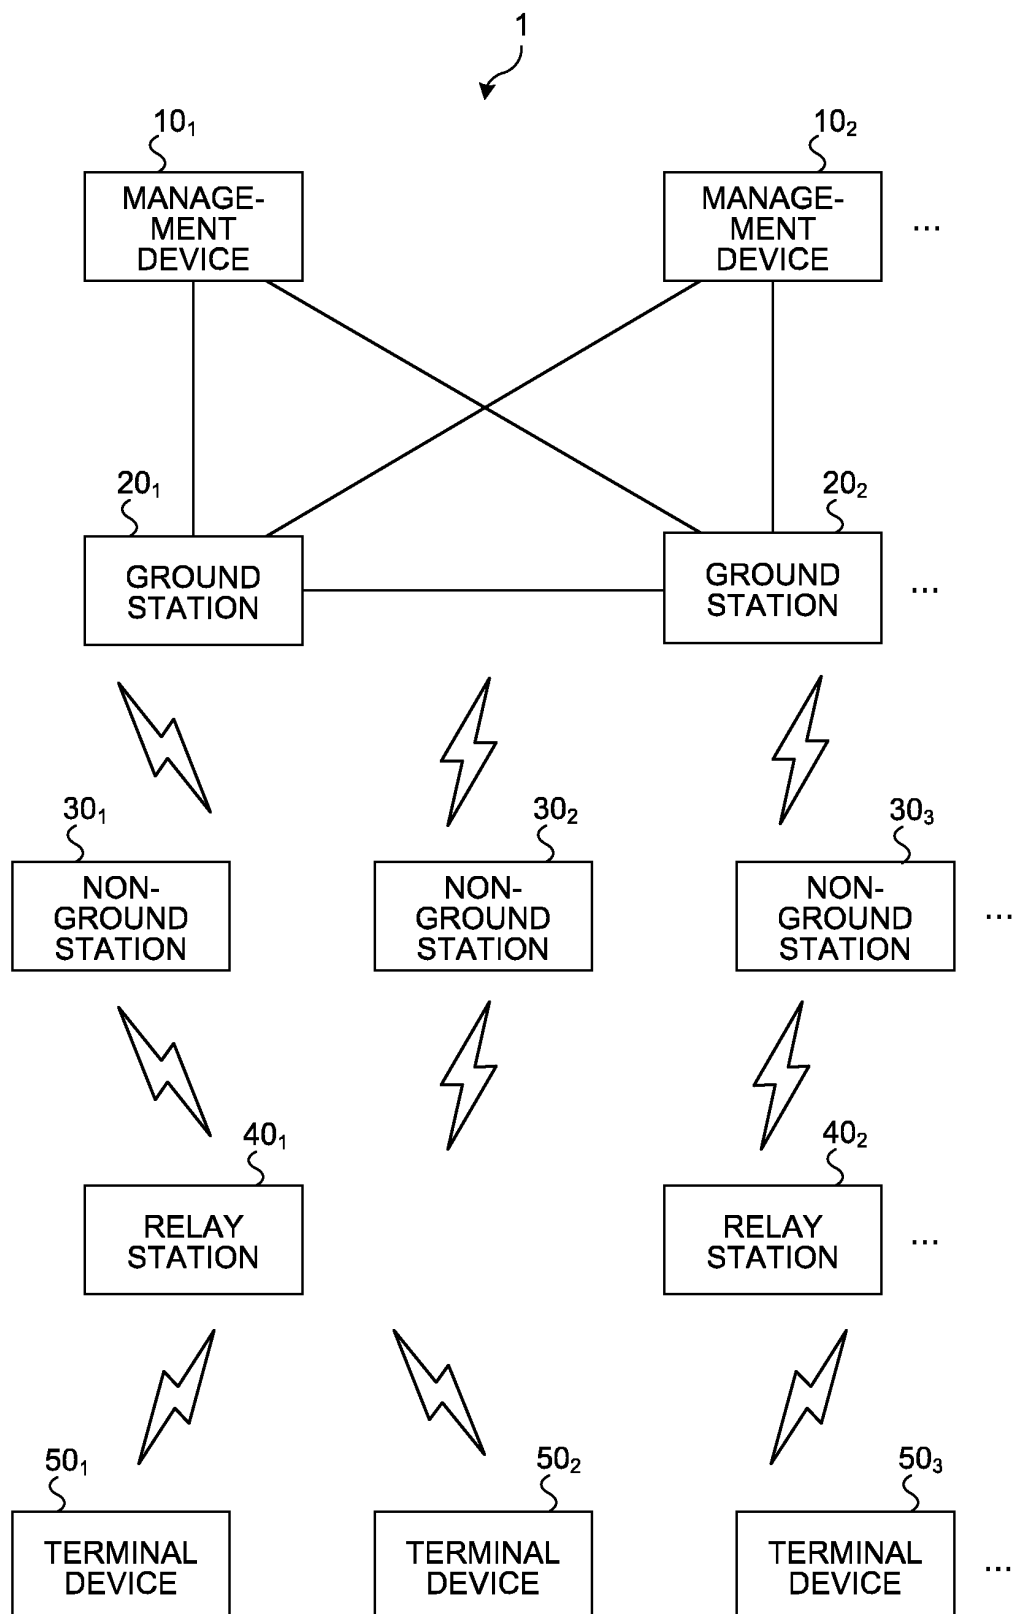 1
10₁
10₂
MANAGE-
MENT
DEVICE
MANAGE-
MENT
DEVICE
...
20₁
20₂
GROUND
STATION
GROUND
STATION
...
30₁
30₂
30₃
NON-
GROUND
STATION
NON-
GROUND
STATION
NON-
GROUND
STATION
...
40₁
40₂
RELAY
STATION
RELAY
STATION
...
50₁
50₂
50₃
TERMINAL
DEVICE
TERMINAL
DEVICE
TERMINAL
DEVICE
...